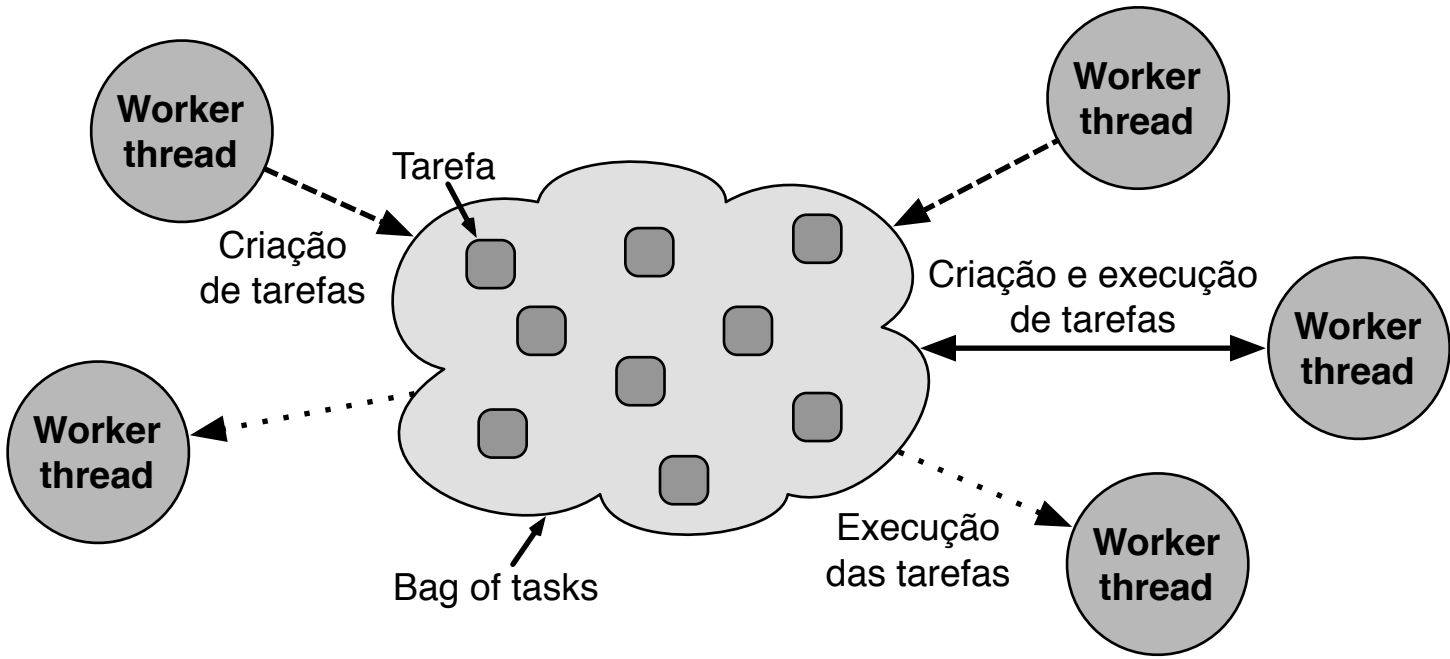 Worker
thread
Worker
thread
Tarefa
Criação
de tarefas
Criação e execução
de tarefas
Worker
thread
Worker
thread
Execução
das tarefas
Worker
thread
Bag of tasks